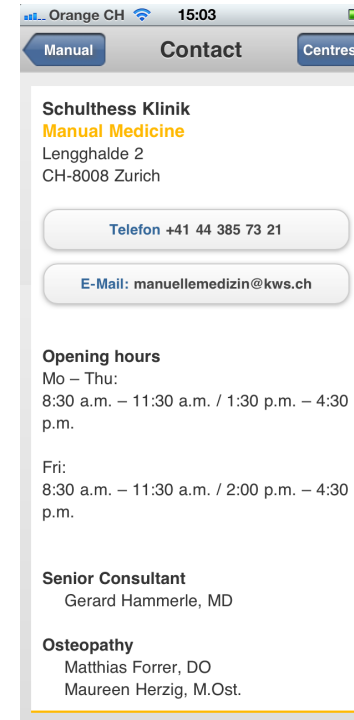 Orange CH 15:03
Manual Contact Centres
Schulthess Klinik
Manual Medicine
Lengghalde 2
CH-8008 Zurich
Telefon +41 44 385 73 21
E-Mail: manuellemedizin@kws.ch
Opening hours
Mo – Thu:
8:30 a.m. – 11:30 a.m. / 1:30 p.m. – 4:30
p.m.
Fri:
8:30 a.m. – 11:30 a.m. / 2:00 p.m. – 4:30
p.m.
Senior Consultant
Gerard Hammerle, MD
Osteopathy
Matthias Forrer, DO
Maureen Herzig, M.Ost.